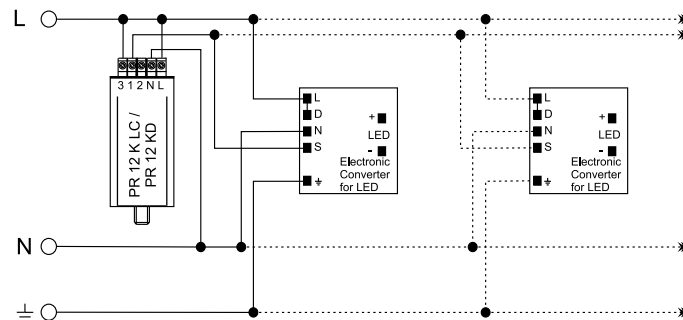 L
3 1 2 N L
PR 12 K LC /
PR 12 KD
L
D
N
S
+
LED
-
Electronic
Converter
for LED
L
D
N
S
+
LED
-
Electronic
Converter
for LED
N